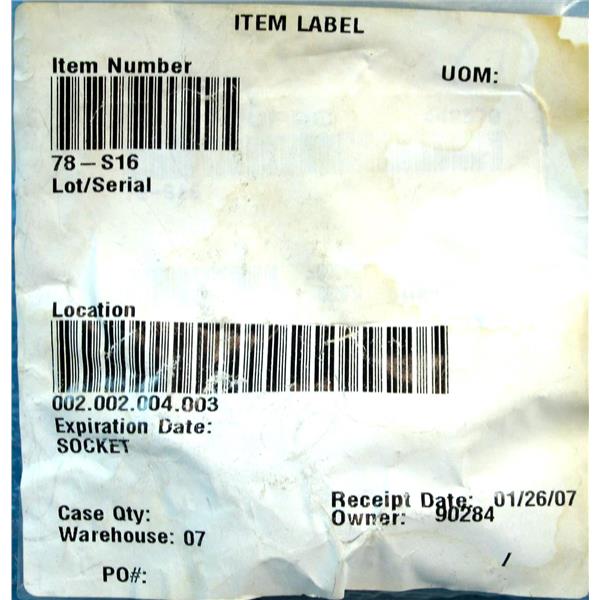 ITEM LABEL
Item Number
UOM:
78-S16
Lot/Serial
Location
002.002.004.003
Expiration Date:
SOCKET
Receipt Date: 01/26/07
Case Qty:
Owner: 90284
Warehouse: 07
/
PO#: